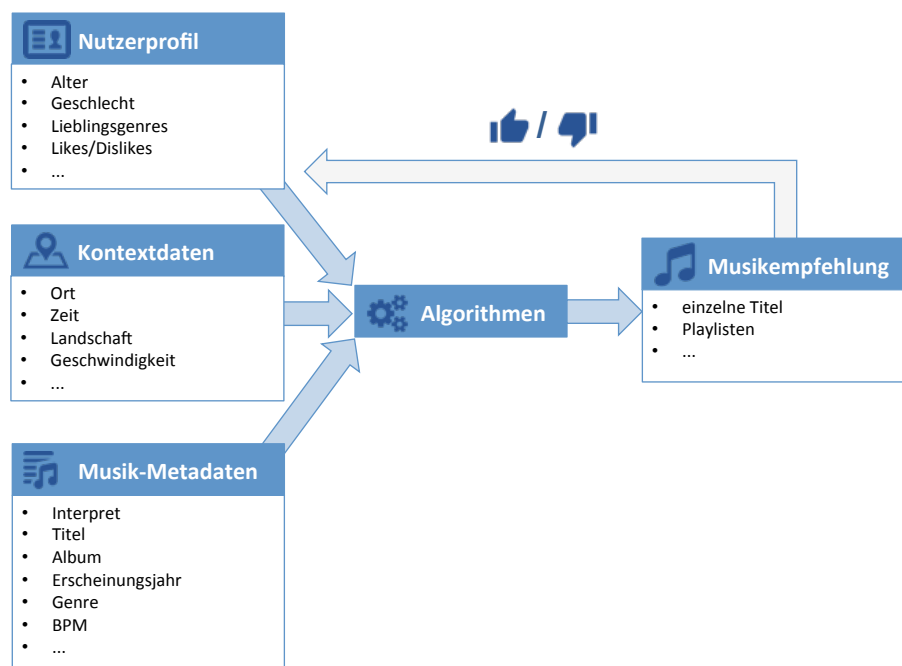 Nutzerprofil
• Alter
• Geschlecht
• Lieblingsgenres
• Likes/Dislikes
• ...
/
Kontextdaten
• Ort
• Zeit
• Landschaft
• Geschwindigkeit
• ...
Algorithmen
Musikempfehlung
• einzelne Titel
• Playlisten
• ...
Musik-Metadaten
• Interpret
• Titel
• Album
• Erscheinungsjahr
• Genre
• BPM
• ...